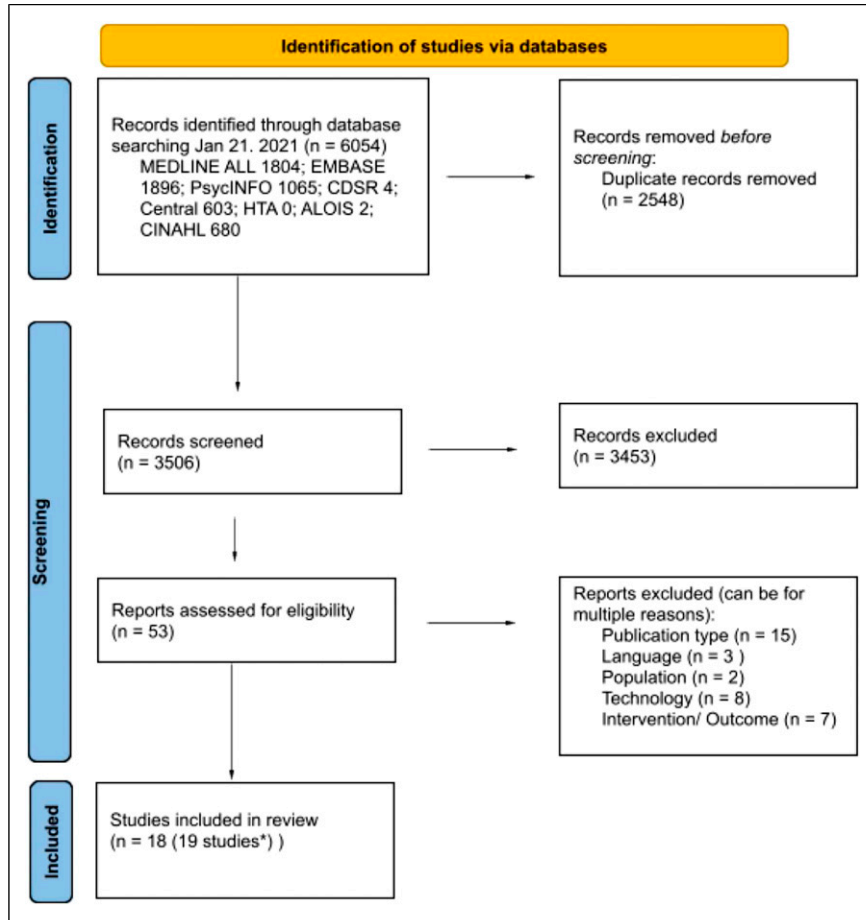 Identification of studies via databases
Identification
Records identified through database
searching Jan 21. 2021 (n = 6054)
MEDLINE ALL 1804; EMBASE
1896; PsycINFO 1065; CDSR 4;
Central 603; HTA 0; ALOIS 2;
CINAHL 680
Records removed before
screening:
Duplicate records removed
(n = 2548)
Screening
Records screened
(n = 3506)
Records excluded
(n = 3453)
Reports assessed for eligibility
(n = 53)
Reports excluded (can be for
multiple reasons):
Publication type (n = 15)
Language (n = 3 )
Population (n = 2)
Technology (n = 8)
Intervention/ Outcome (n = 7)
Included
Studies included in review
(n = 18 (19 studies*) )